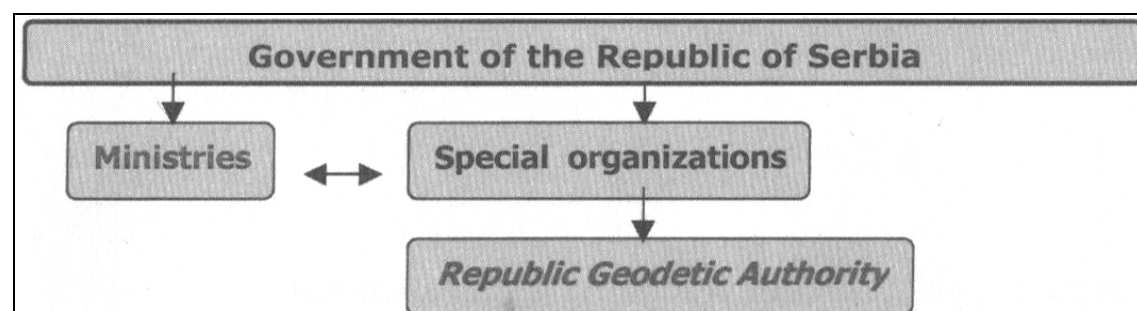 Government of the Republic of Serbia
Ministries
Special organizations
Republic Geodetic Authority